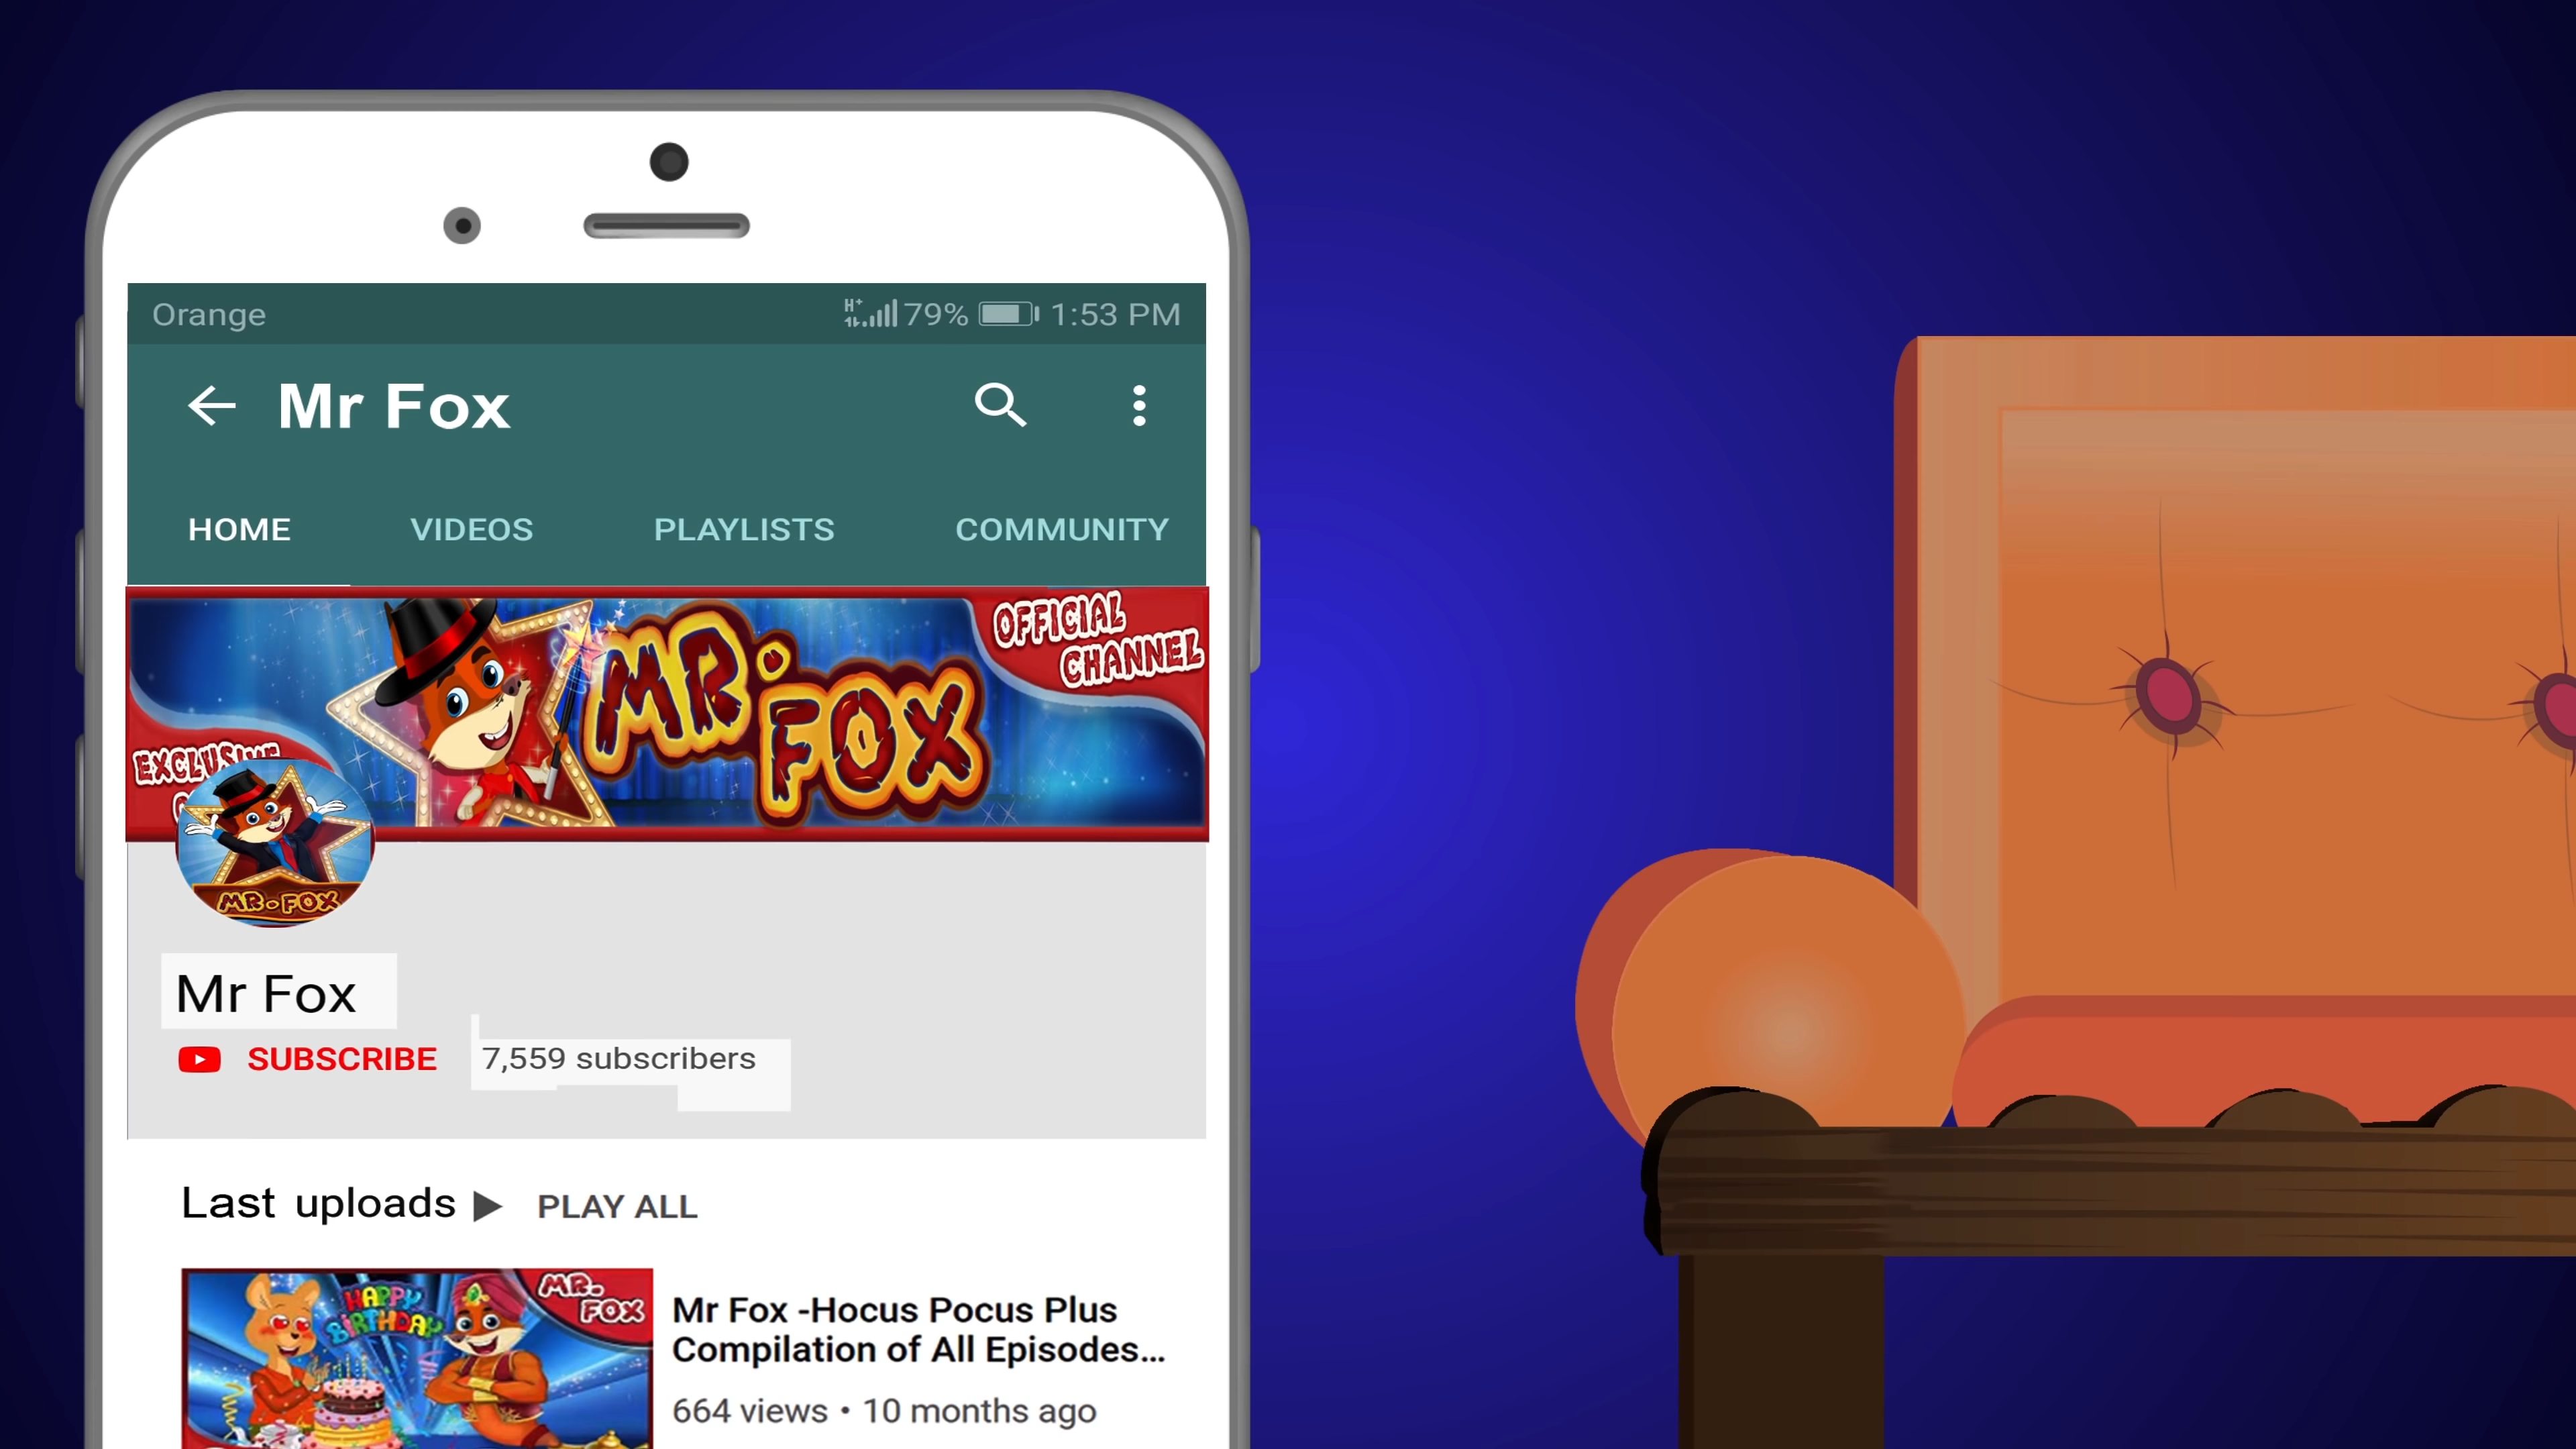 Orange
H+ 79% 1:53 PM
Mr Fox
HOME VIDEOS PLAYLISTS COMMUNITY
OFFICIAL
CHANNEL
MR.
FOX
EXCLUSIVE
MR. FOX
Mr Fox
SUBSCRIBE 7,559 subscribers
Last uploads PLAY ALL
HAPPY
BIRTHDAY
MR.
FOX
Mr Fox -Hocus Pocus Plus
Compilation of All Episodes...
664 views • 10 months ago